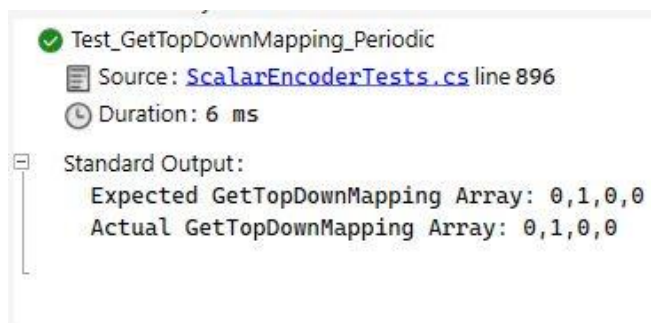 Test_GetTopDownMapping_Periodic
Source: ScalarEncoderTests.cs line 896
Duration: 6 ms
Standard Output:
Expected GetTopDownMapping Array: 0,1,0,0
Actual GetTopDownMapping Array: 0,1,0,0